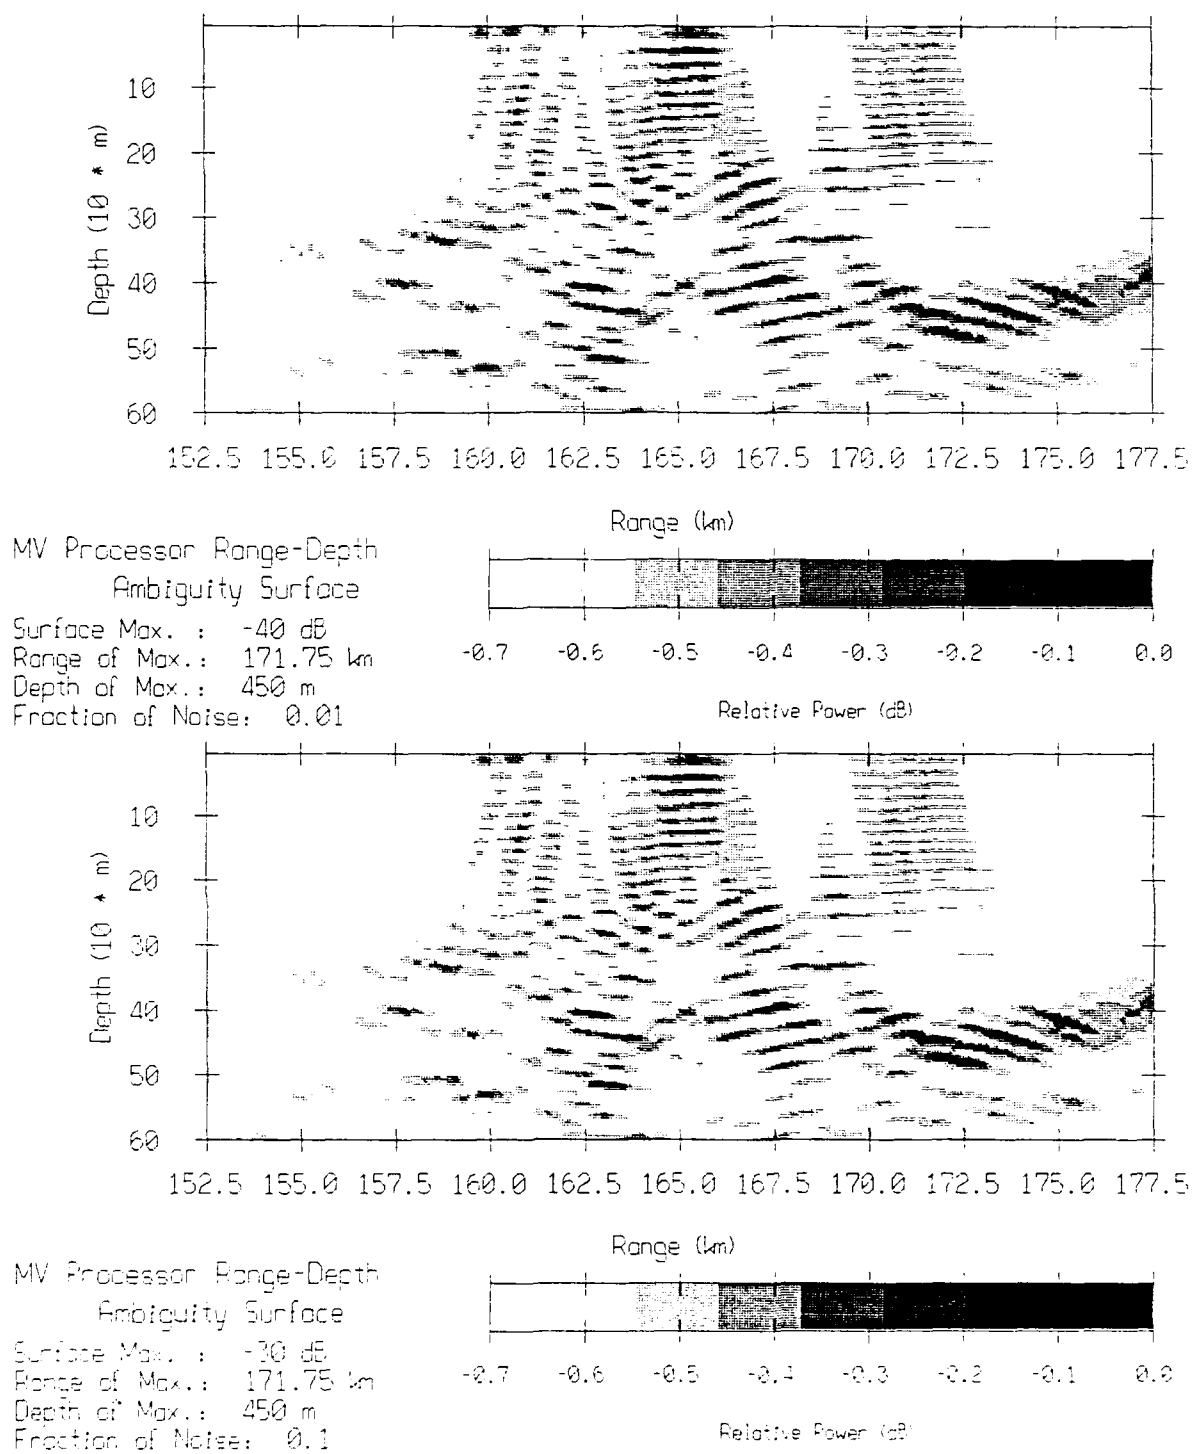 10
20
30
40
50
60
Depth (10 * m)
152.5 155.0 157.5 160.0 162.5 165.0 167.5 170.0 172.5 175.0 177.5
Range (km)
MV Processor Range-Depth
Ambiguity Surface
Surface Max. : -40 dB
Range of Max.: 171.75 km
Depth of Max.: 450 m
Fraction of Noise: 0.01
-0.7 -0.6 -0.5 -0.4 -0.3 -0.2 -0.1 0.0
Relative Power (dB)
10
20
30
40
50
60
Depth (10 * m)
152.5 155.0 157.5 160.0 162.5 165.0 167.5 170.0 172.5 175.0 177.5
Range (km)
MV Processor Range-Depth
Ambiguity Surface
Surface Max. : -30 dB
Range of Max.: 171.75 km
Depth of Max.: 450 m
Fraction of Noise: 0.1
-0.7 -0.6 -0.5 -0.4 -0.3 -0.2 -0.1 0.0
Relative Power (dB)